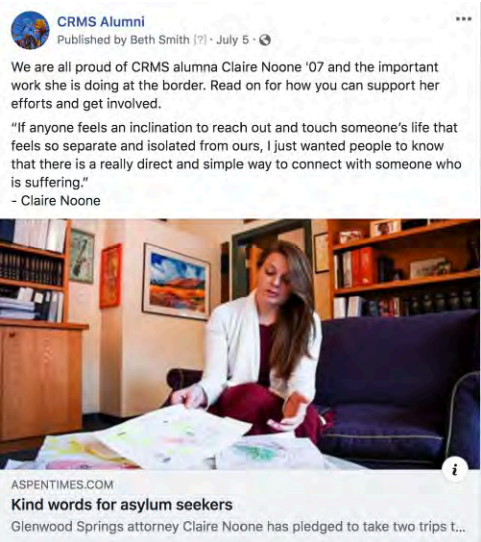 CRMS Alumni
Published by Beth Smith [?] · July 5 ·
We are all proud of CRMS alumna Claire Noone '07 and the important
work she is doing at the border. Read on for how you can support her
efforts and get involved.
“If anyone feels an inclination to reach out and touch someone’s life that
feels so separate and isolated from ours, I just wanted people to know
that there is a really direct and simple way to connect with someone who
is suffering.”
- Claire Noone
i
ASPENTIMES.COM
Kind words for asylum seekers
Glenwood Springs attorney Claire Noone has pledged to take two trips t...